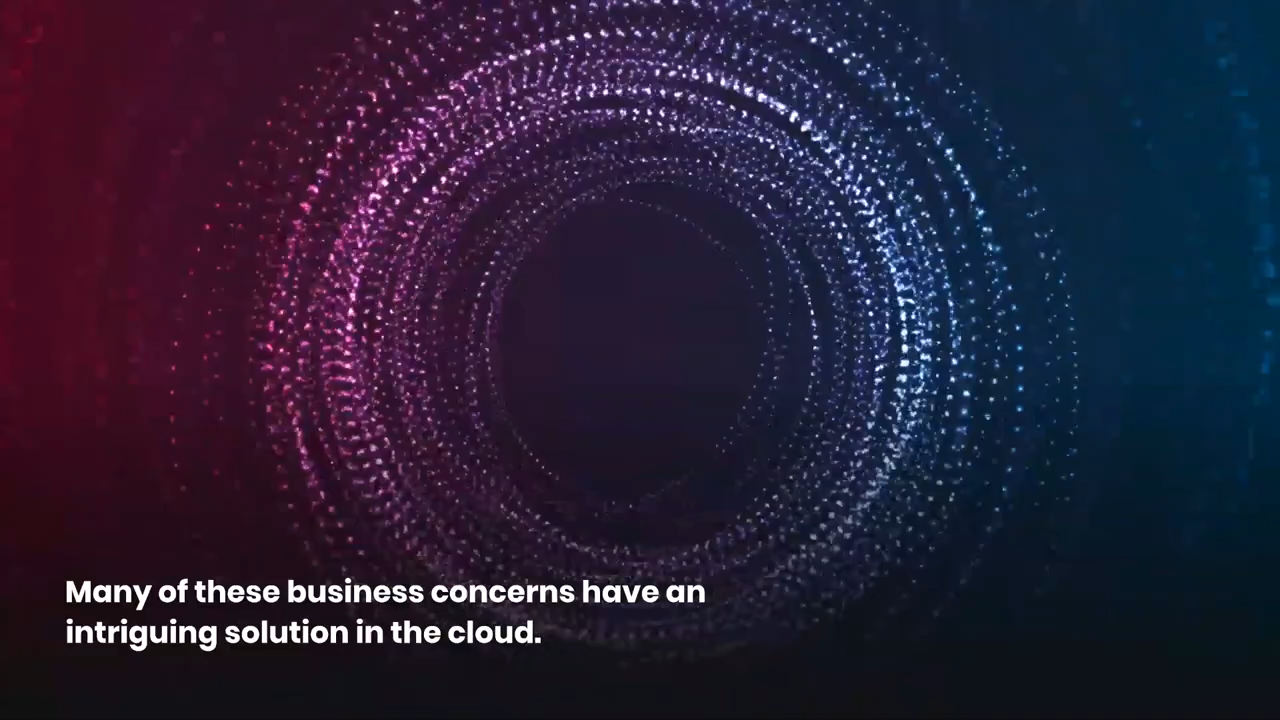 Many of these business concerns have an
intriguing solution in the cloud.